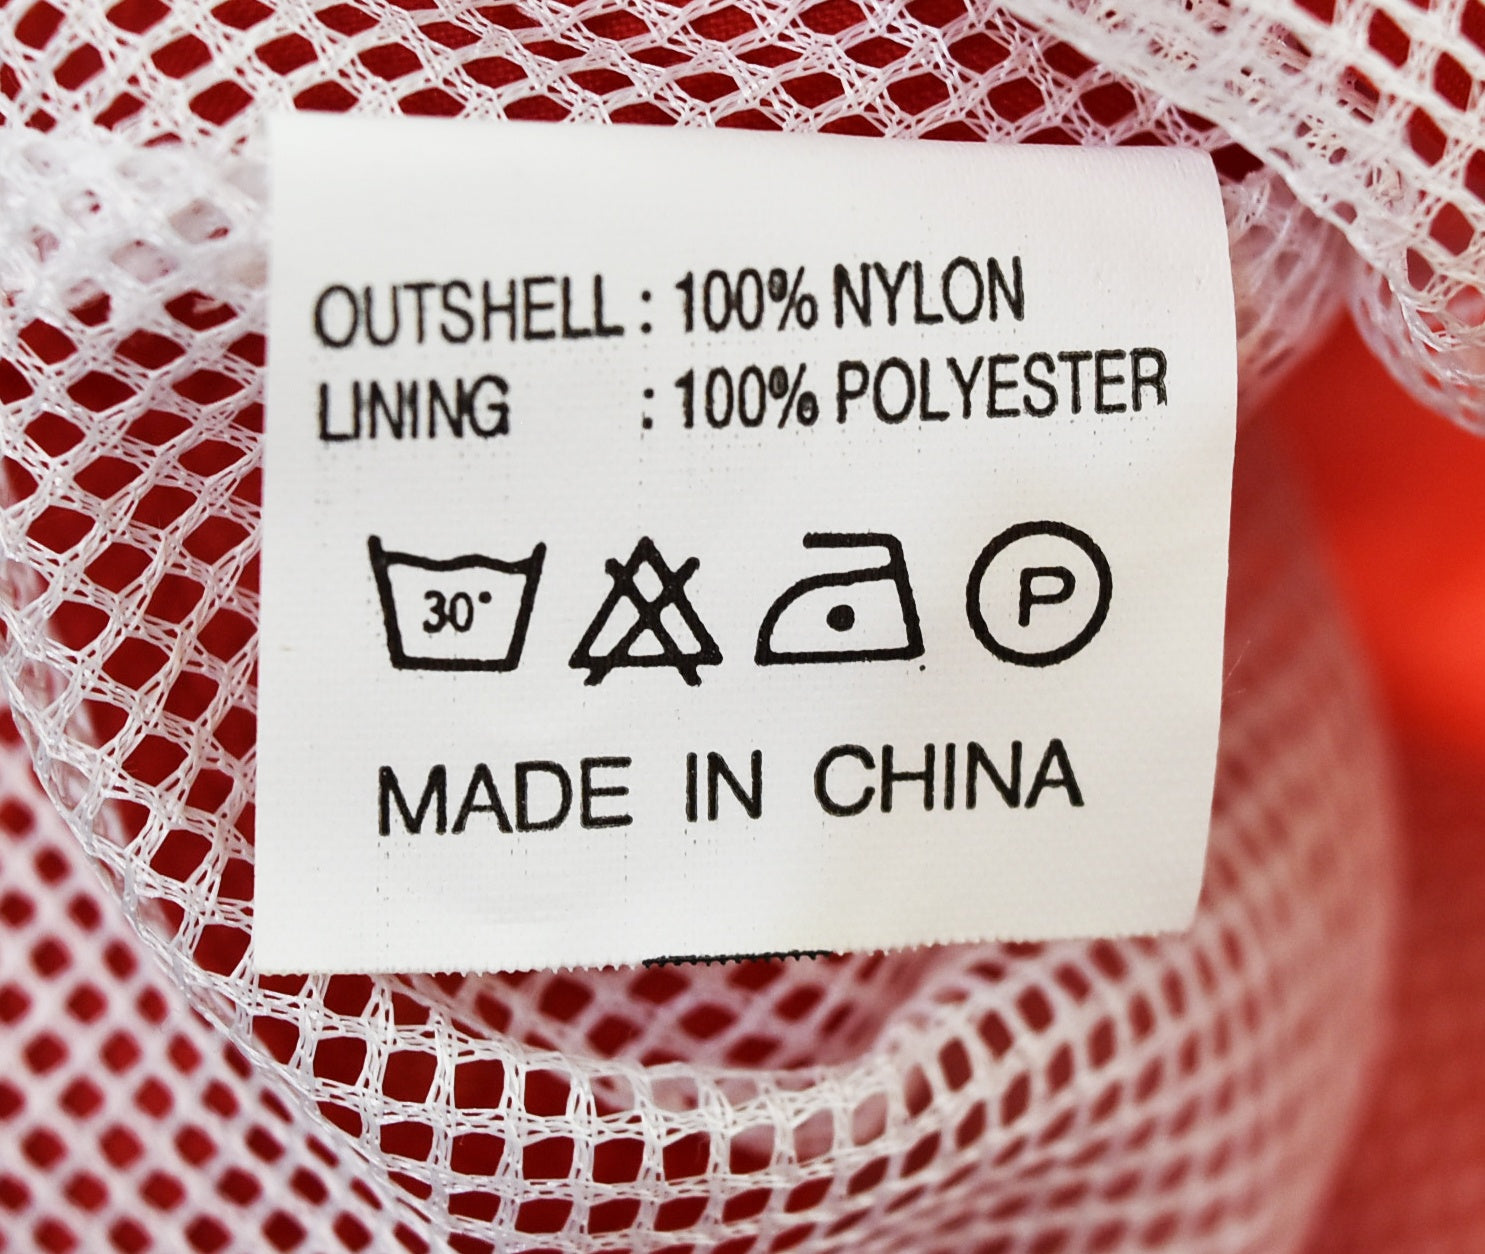 OUTSHELL : 100% NYLON
LINING : 100% POLYESTER
30° P
MADE IN CHINA